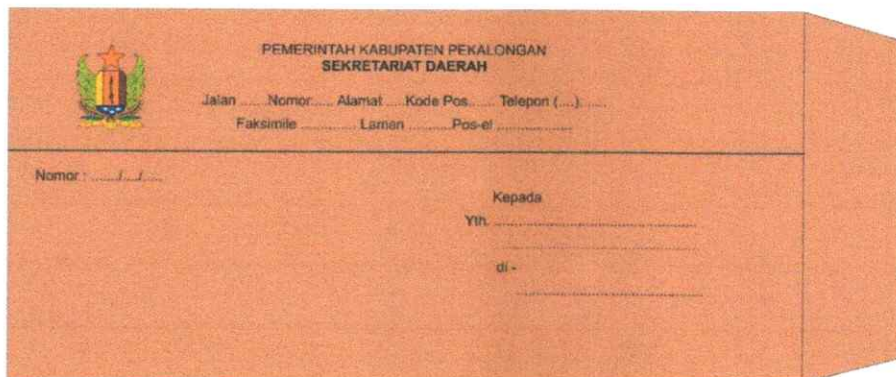 PEMERINTAH KABUPATEN PEKALONGAN
SEKRETARIAT DAERAH
Jalan ...... Nomor...... Alamat .....Kode Pos....... Telepon (....).......
Faksimile .............. Laman ...........Pos-el ..................
Nomor : ......../..../.....
Kepada
Yth. ......................................................
......................................................
di -
......................................................